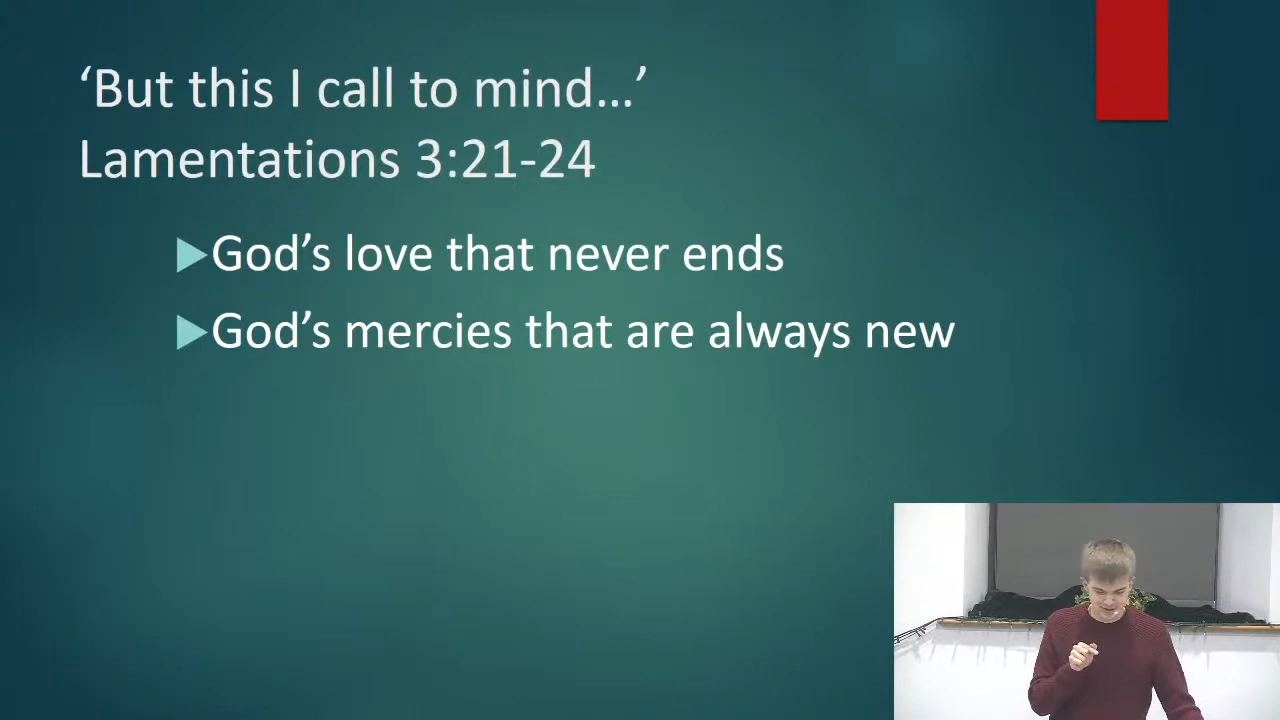 ‘But this I call to mind…’
Lamentations 3:21-24
God’s love that never ends
God’s mercies that are always new